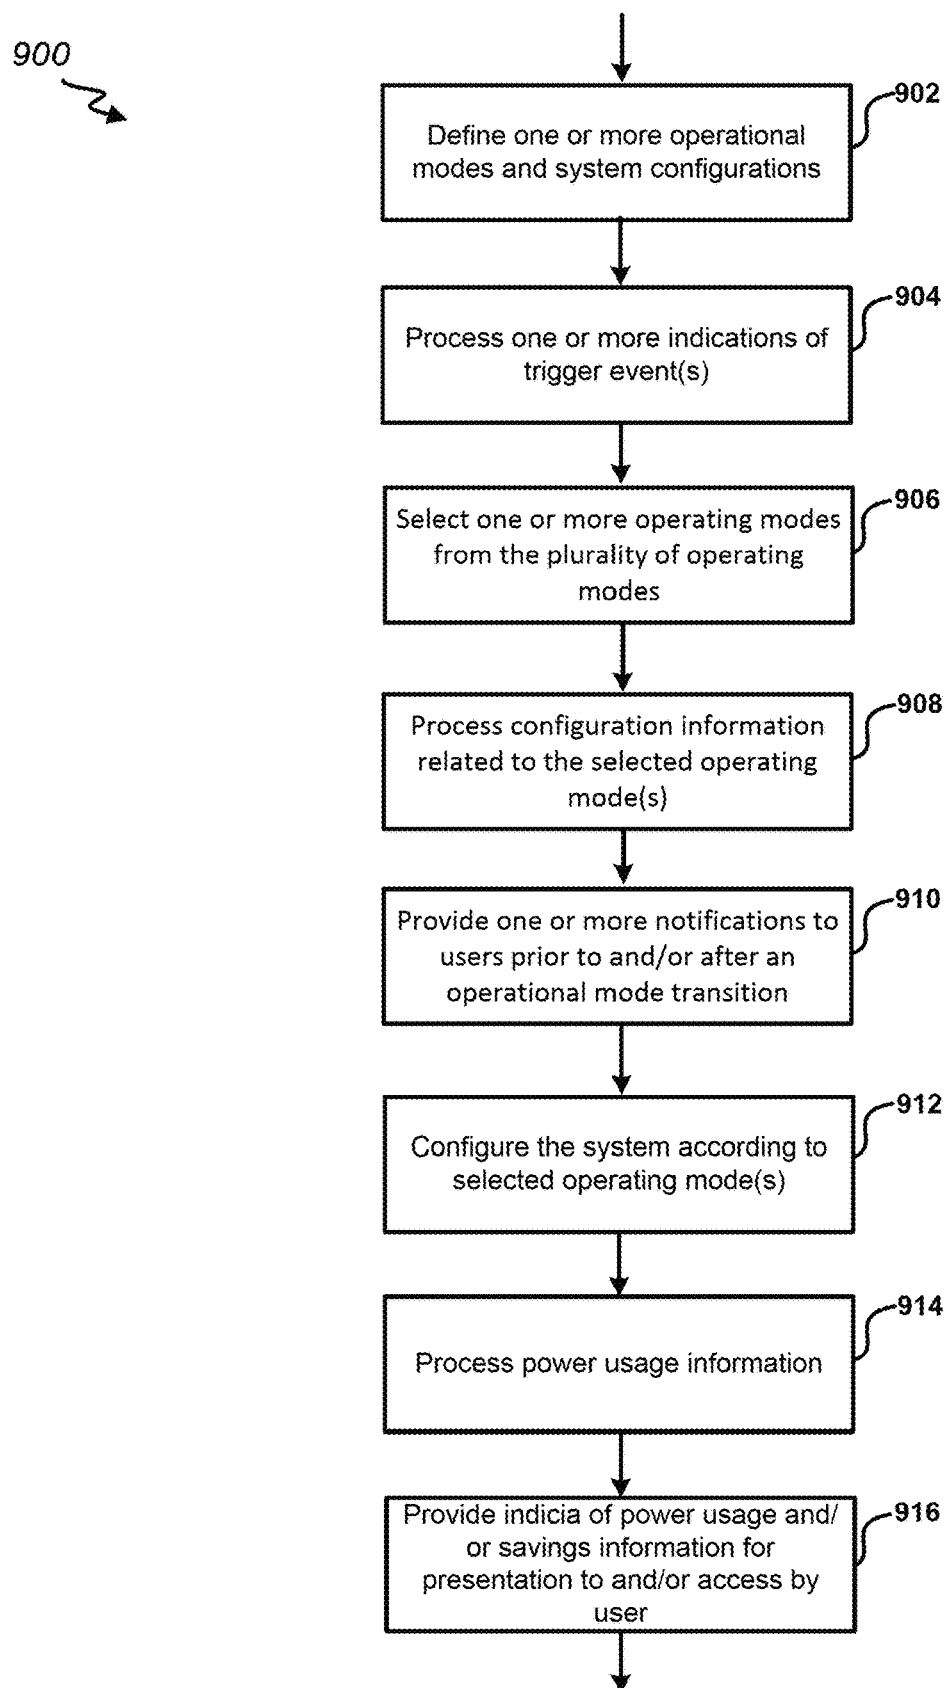 900
902
Define one or more operational
modes and system configurations
904
Process one or more indications of
trigger event(s)
906
Select one or more operating modes
from the plurality of operating
modes
908
Process configuration information
related to the selected operating
mode(s)
910
Provide one or more notifications to
users prior to and/or after an
operational mode transition
912
Configure the system according to
selected operating mode(s)
914
Process power usage information
916
Provide indicia of power usage and/
or savings information for
presentation to and/or access by
user